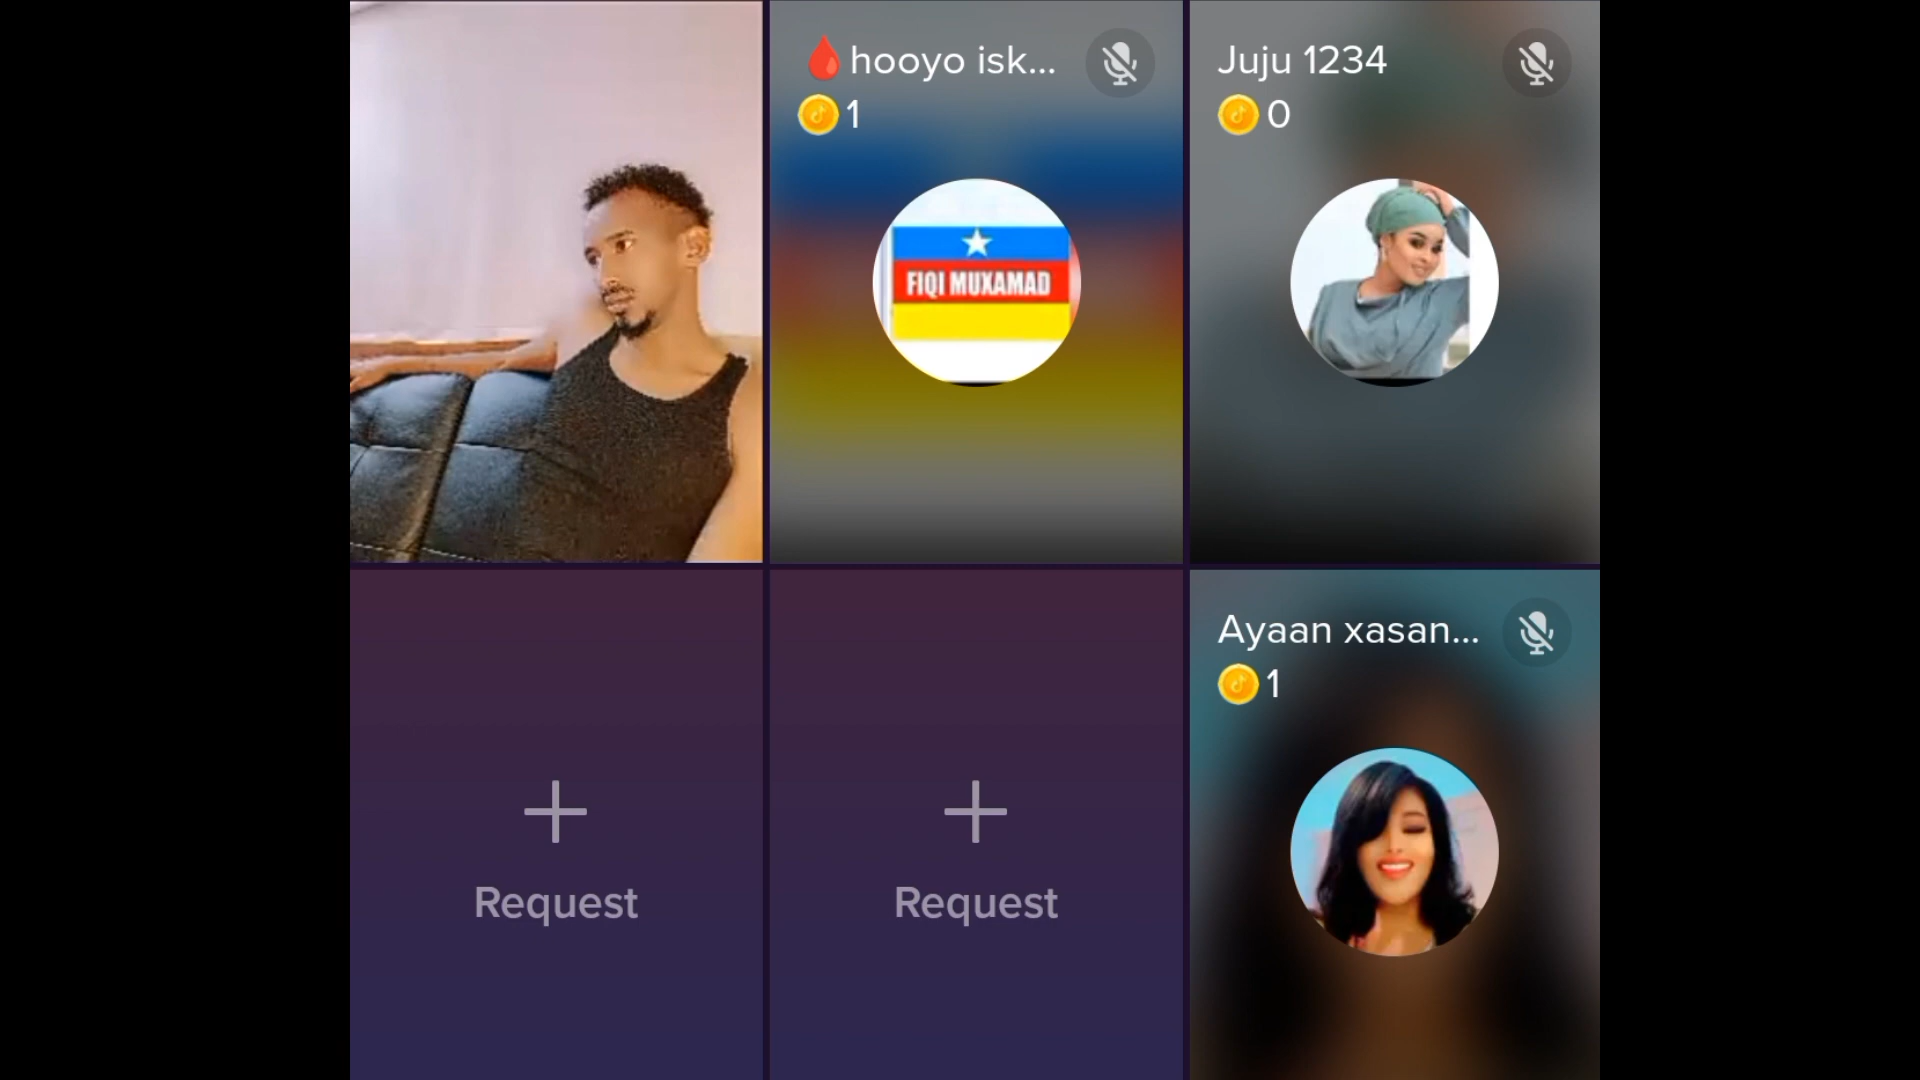 🩸hooyo isk...
1
FIQI MUXAMAD
Juju 1234
0
Request
Request
Ayaan xasan...
1